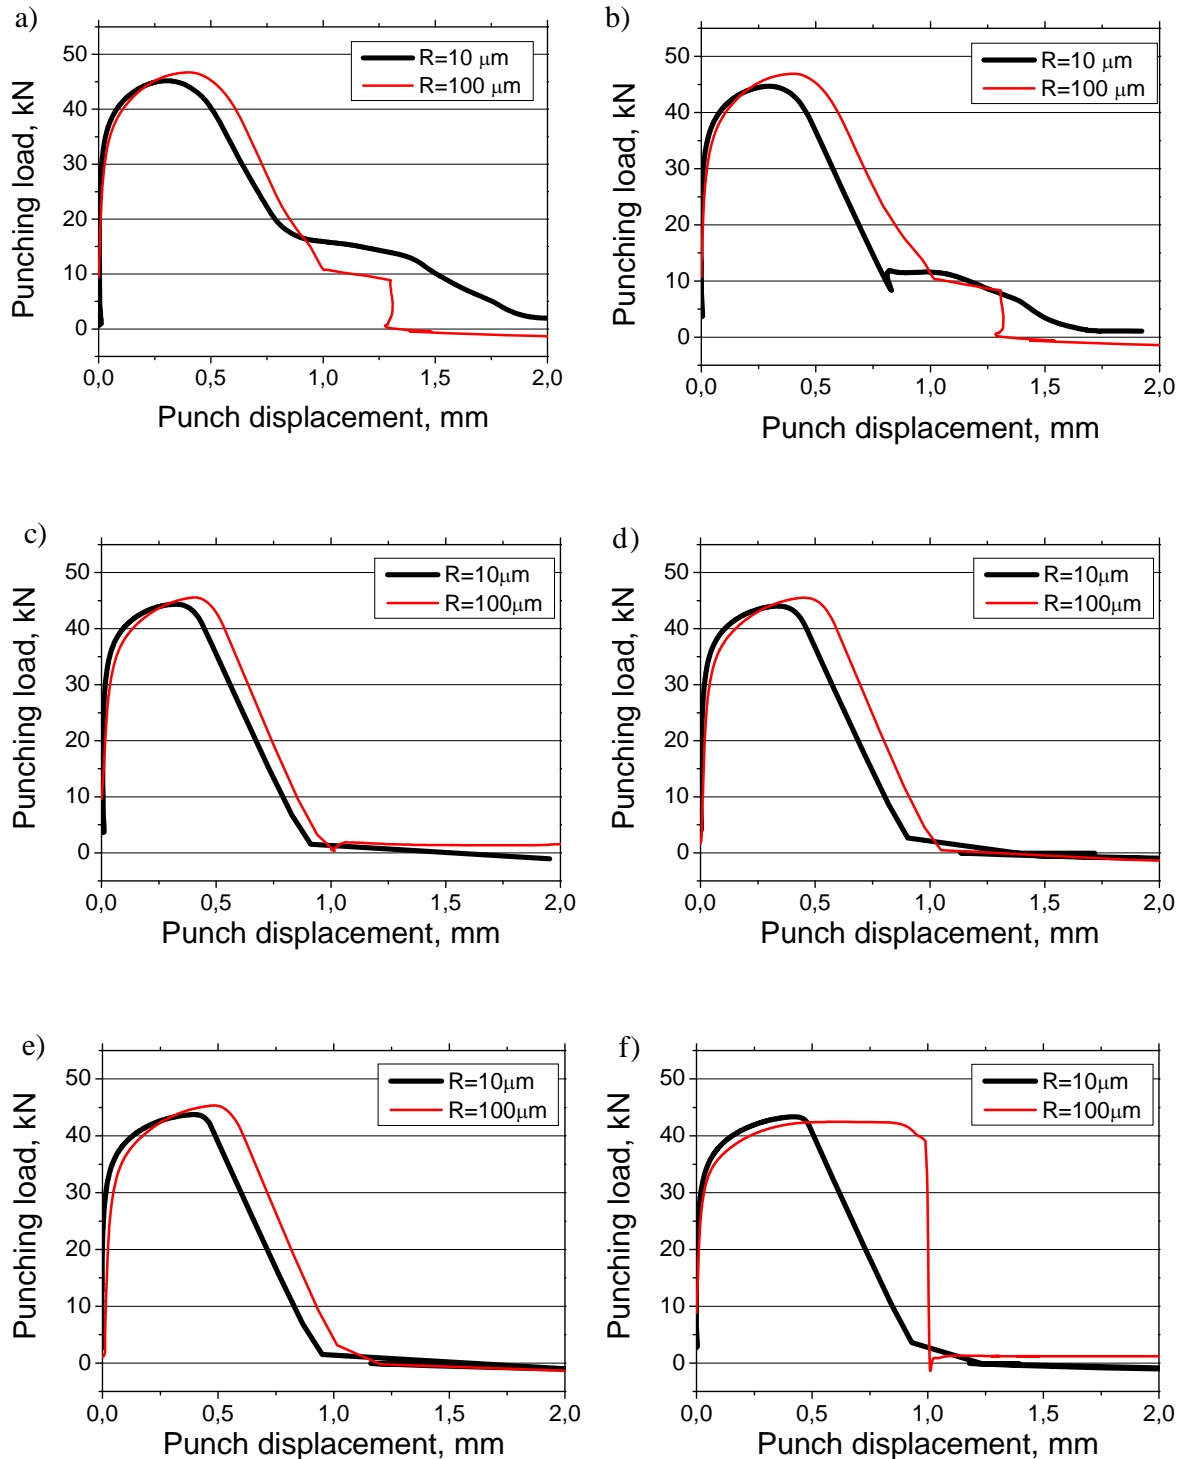 a)
Punching load, kN
50
40
30
20
10
0
R=10 μm
R=100 μm
0,0 0,5 1,0 1,5 2,0
Punch displacement, mm
b)
Punching load, kN
50
40
30
20
10
0
R=10 μm
R=100 μm
0,0 0,5 1,0 1,5 2,0
Punch displacement, mm
c)
Punching load, kN
50
40
30
20
10
0
R=10μm
R=100μm
0,0 0,5 1,0 1,5 2,0
Punch displacement, mm
d)
Punching load, kN
50
40
30
20
10
0
R=10μm
R=100μm
0,0 0,5 1,0 1,5 2,0
Punch displacement, mm
e)
Punching load, kN
50
40
30
20
10
0
R=10μm
R=100μm
0,0 0,5 1,0 1,5 2,0
Punch displacement, mm
f)
Punching load, kN
50
40
30
20
10
0
R=10μm
R=100μm
0,0 0,5 1,0 1,5 2,0
Punch displacement, mm